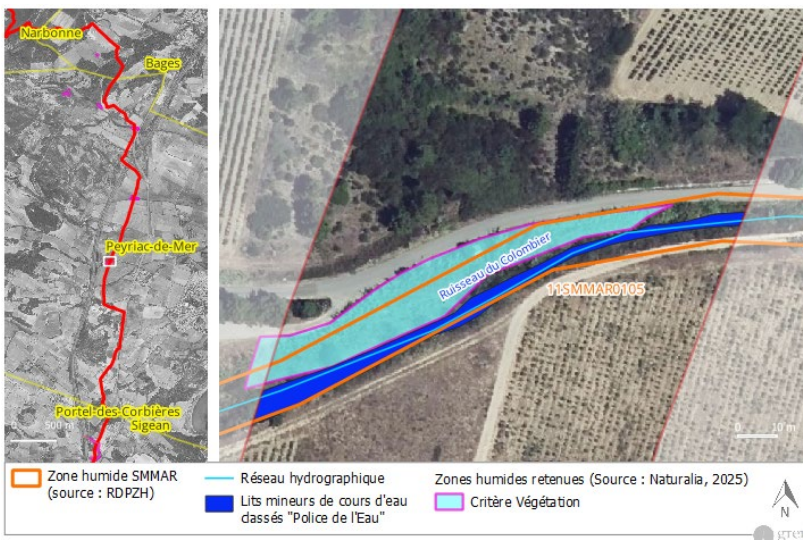 Narbonne
Bages
Peyriac-de-Mer
Portel-des-Corbières
Sigean
0 500 m
Ruisseau du Colombier
11SMMAR0105
0 10 m
Zone humide SMMAR
(source : RDPZH)
Réseau hydrographique
Lits mineurs de cours d'eau
classés "Police de l'Eau"
Zones humides retenues (Source : Naturalia, 2025)
Critère Végétation
N